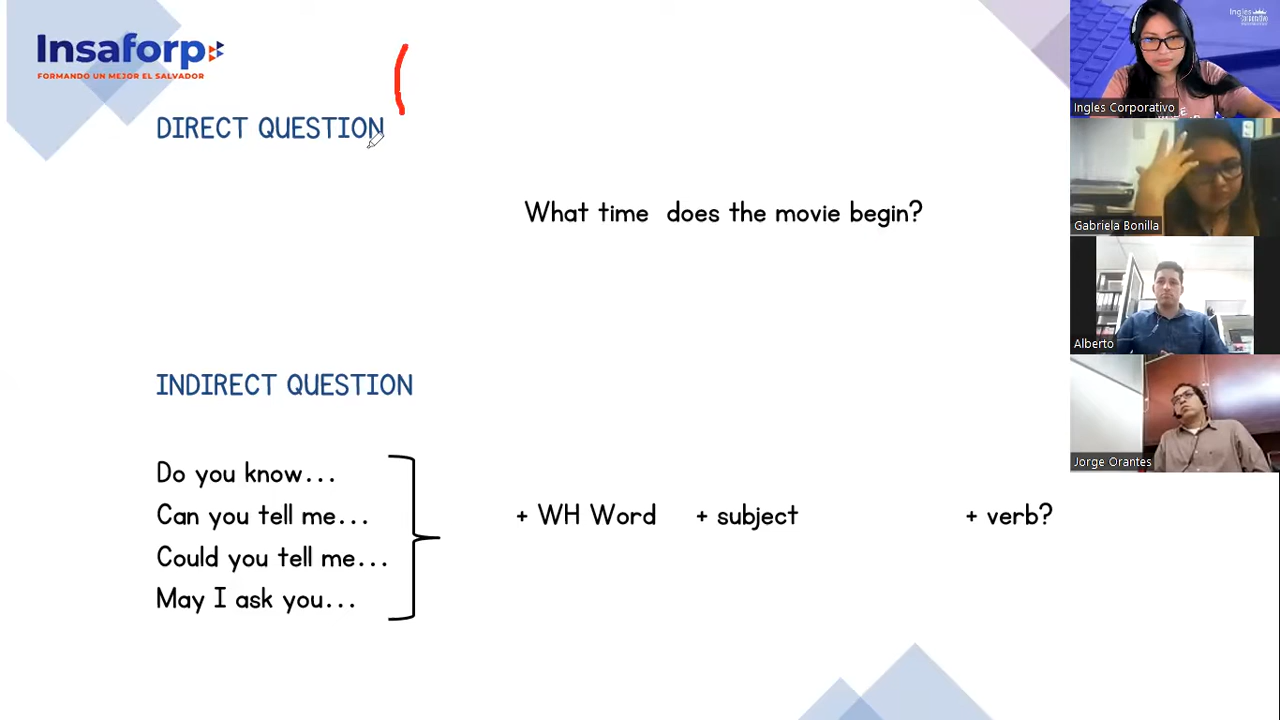 Insaforp
FORMANDO UN MEJOR EL SALVADOR
DIRECT QUESTION
What time does the movie begin?
INDIRECT QUESTION
Do you know...
Can you tell me...
Could you tell me...
May I ask you...
+ WH Word + subject + verb?
Ingles Corporativo
Gabriela Bonilla
Alberto
Jorge Orantes